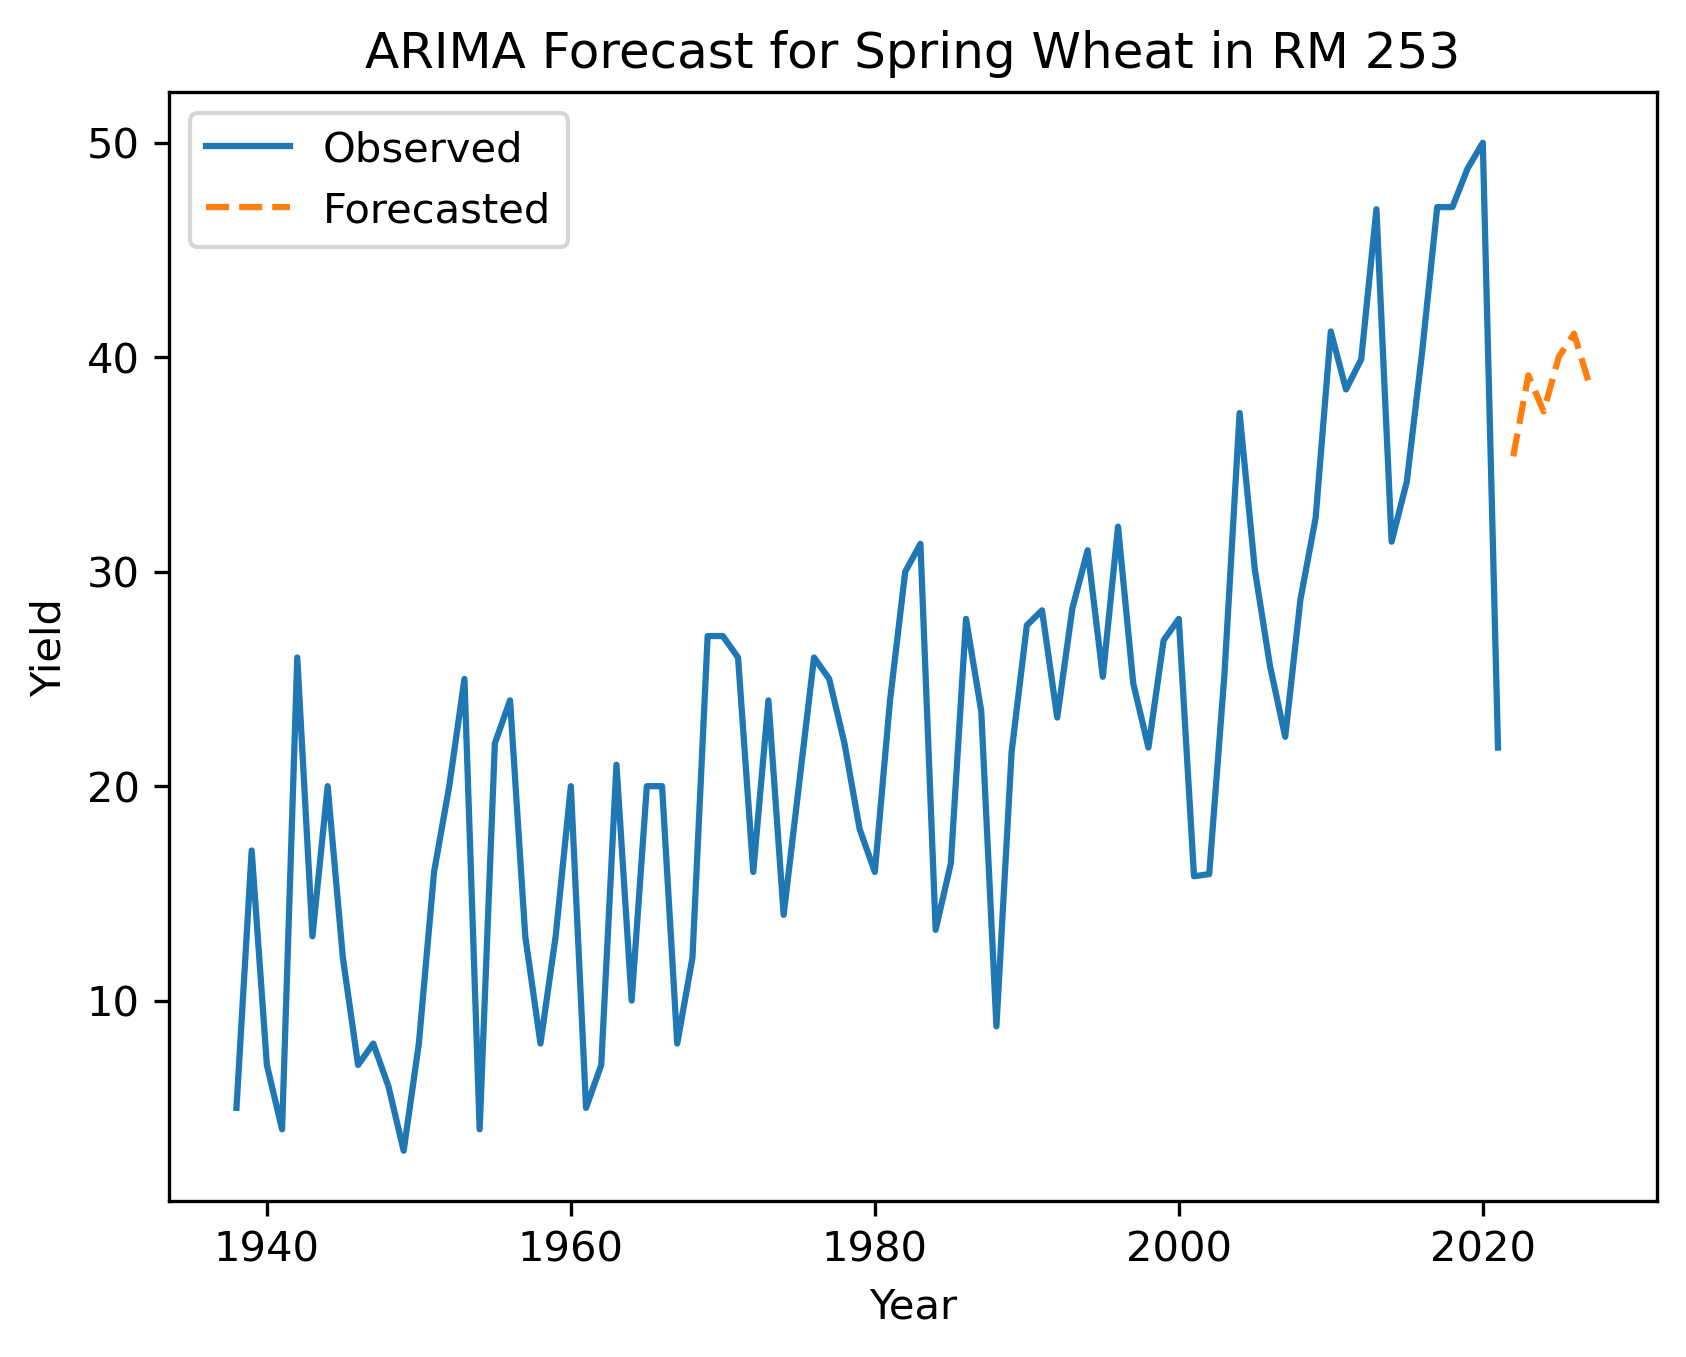 ARIMA Forecast for Spring Wheat in RM 253
Observed
Forecasted
50
40
30
20
10
Yield
1940
1960
1980
2000
2020
Year